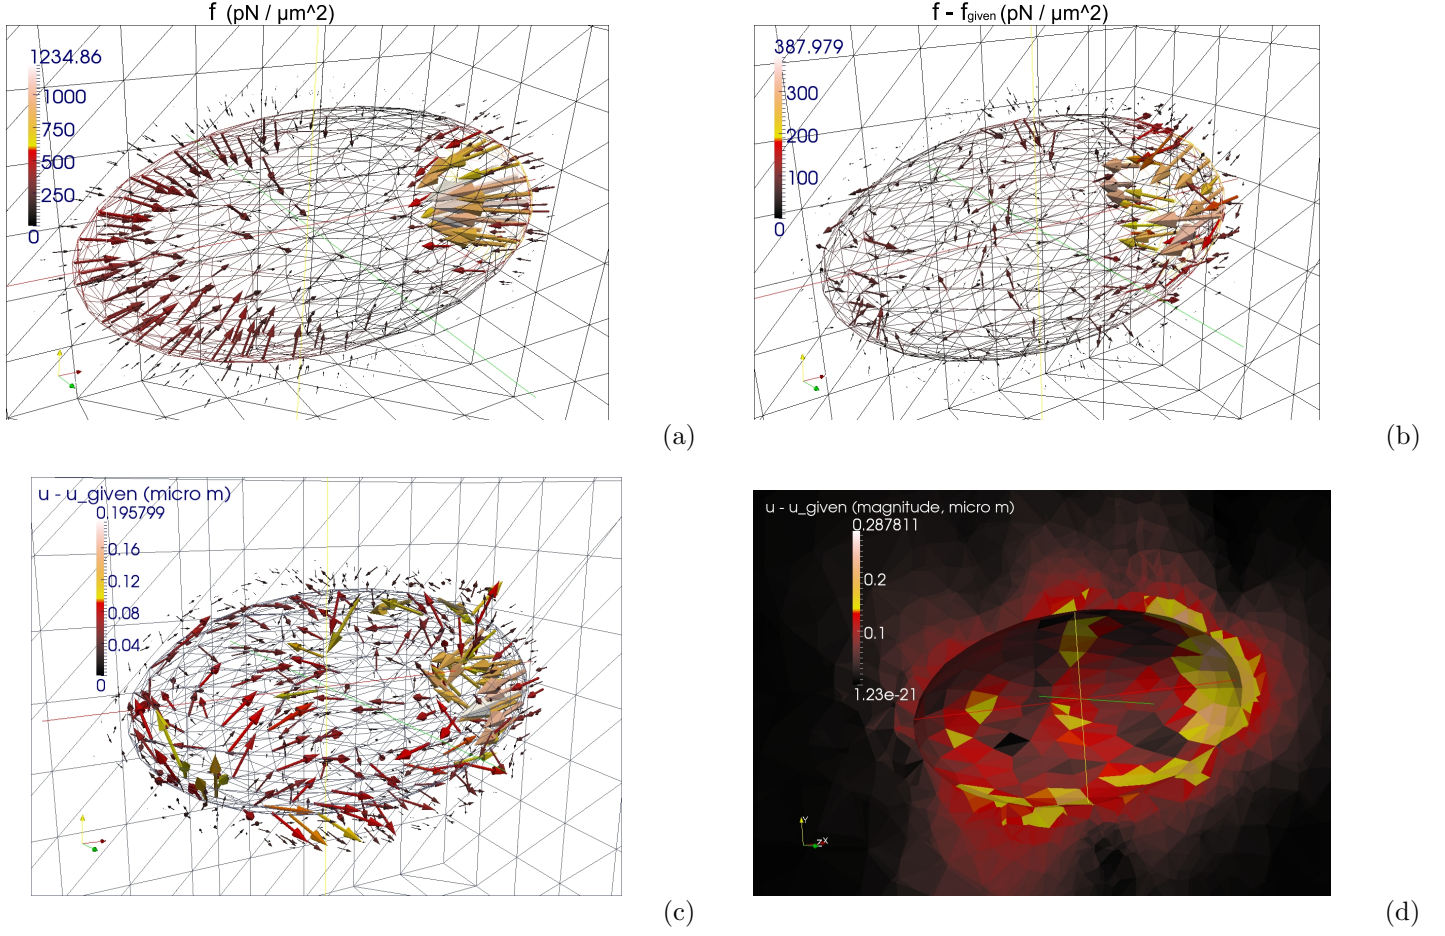 f (pN / µm^2)
1234.86
1000
750
500
250
0
(a)
f - fgiven (pN / µm^2)
387.979
300
200
100
0
(b)
u - u_given (micro m)
0.195799
0.16
0.12
0.08
0.04
0
(c)
u - u_given (magnitude, micro m)
0.287811
0.2
0.1
1.23e-21
Y
Z X
(d)